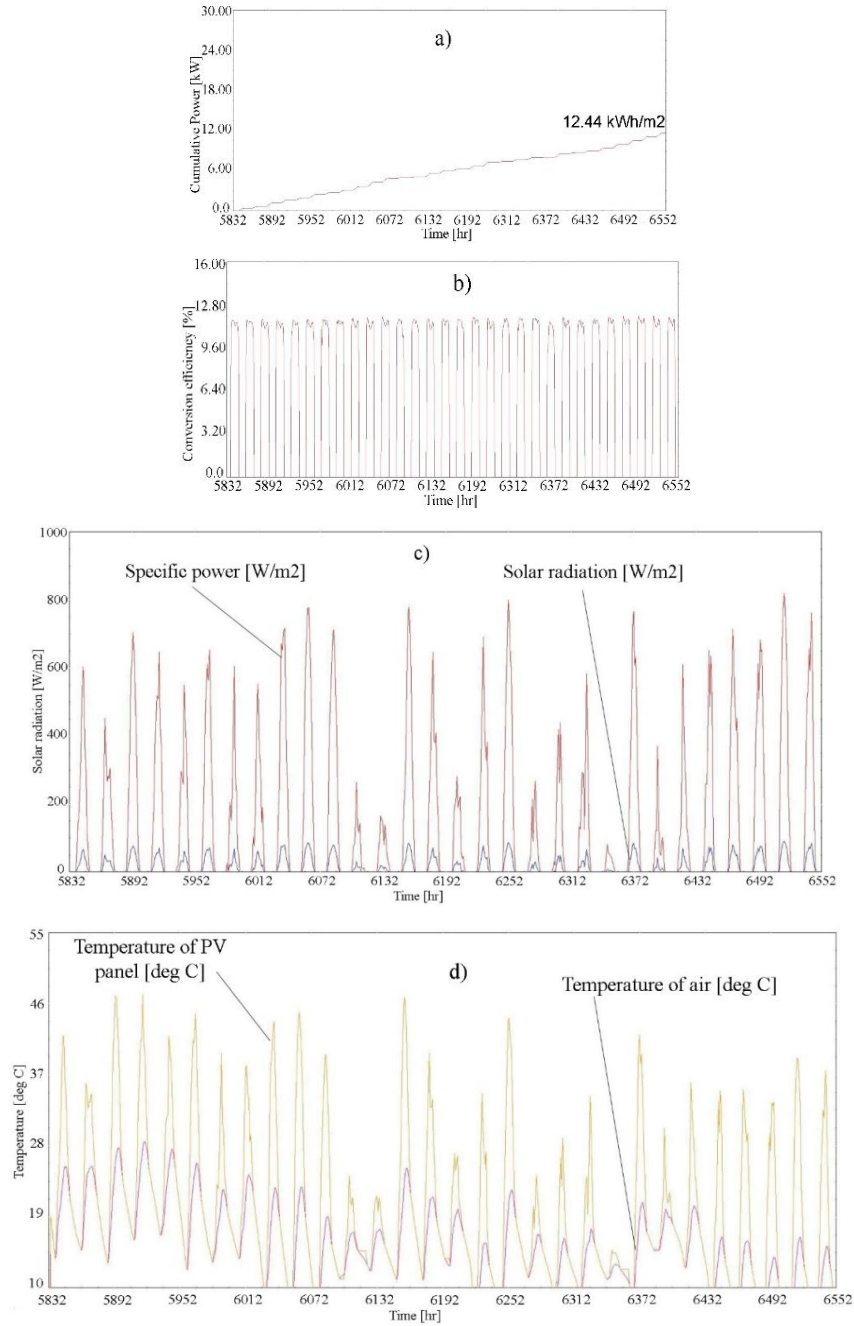 a)
Cumulative Power [kW]
30.00
24.00
18.00
12.00
6.00
0.0
12.44 kWh/m2
5832 5892 5952 6012 6072 6132 6192 6312 6372 6432 6492 6552
Time [hr]
b)
Conversion efficiency [%]
16.00
12.80
9.60
6.40
3.20
0.0
5832 5892 5952 6012 6072 6132 6192 6312 6372 6432 6492 6552
Time [hr]
c)
Specific power [W/m2]
Solar radiation [W/m2]
Solar radiation [W/m2]
1000
800
600
400
200
0
5832 5892 5952 6012 6072 6132 6192 6252 6312 6372 6432 6492 6552
Time [hr]
d)
Temperature of PV
panel [deg C]
Temperature of air [deg C]
Temperature [deg C]
55
46
37
28
19
10
5832 5892 5952 6012 6072 6132 6192 6252 6312 6372 6432 6492 6552
Time [hr]